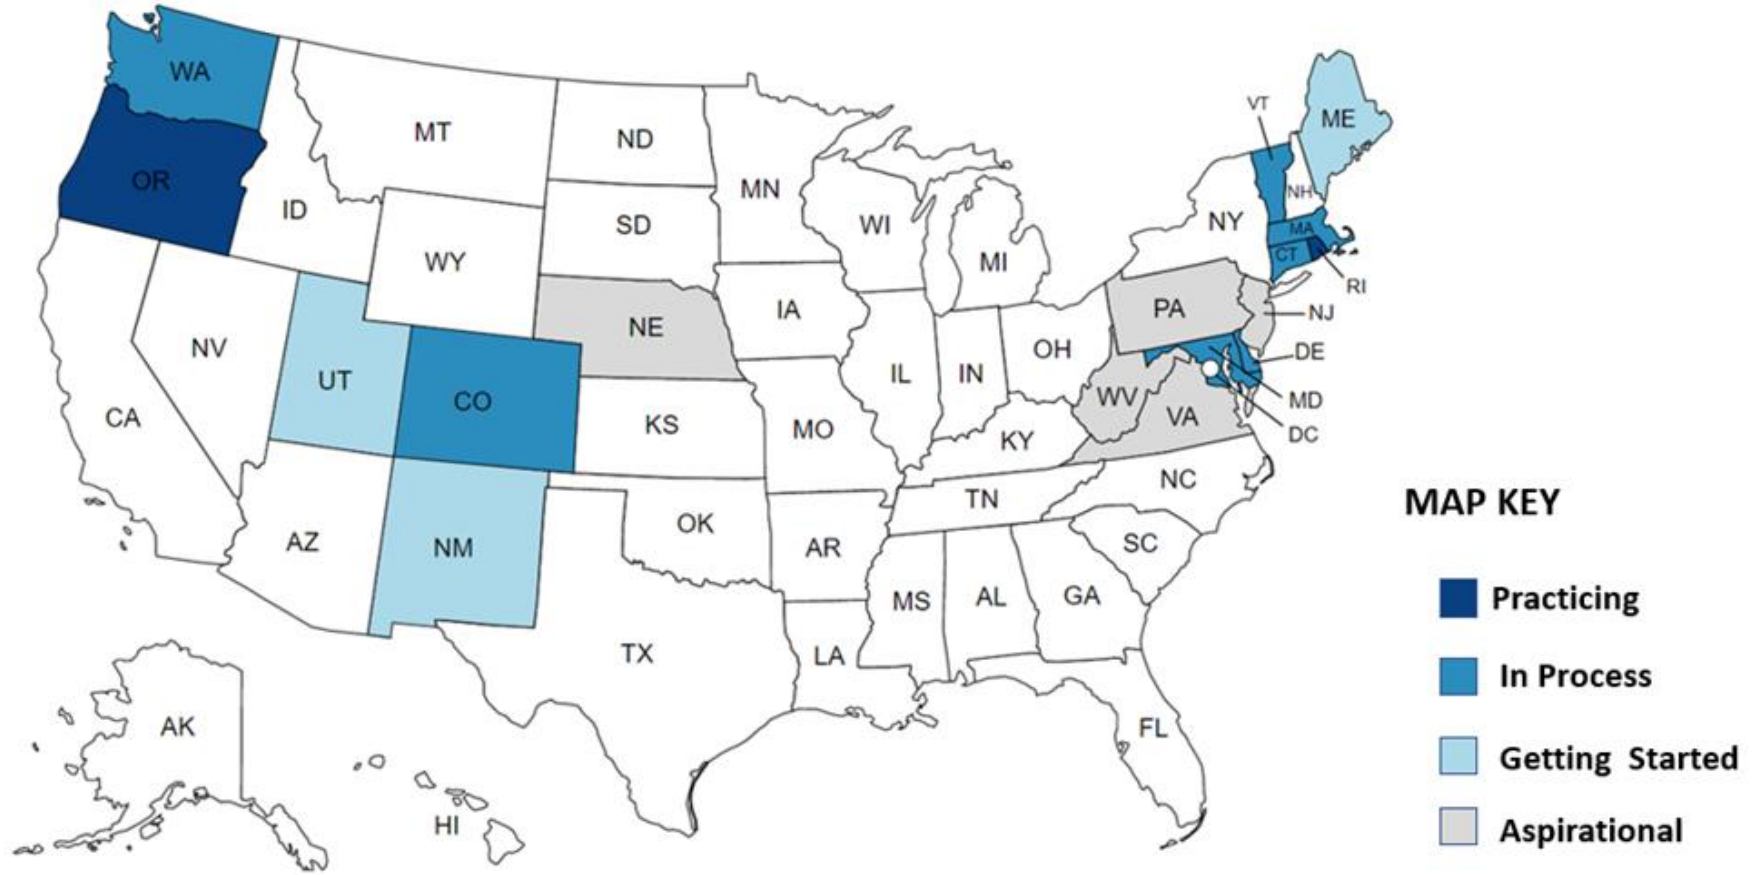 WA
OR
MT
ID
WY
ND
SD
MN
WI
MI
NY
VT
NH
ME
MA
CT
RI
NJ
DE
MD
DC
PA
NE
IA
IL
IN
OH
WV
VA
NV
UT
CO
CA
KS
MO
KY
NC
TN
SC
AZ
NM
OK
AR
MS
AL
GA
TX
LA
FL
AK
HI
MAP KEY
Practicing
In Process
Getting Started
Aspirational